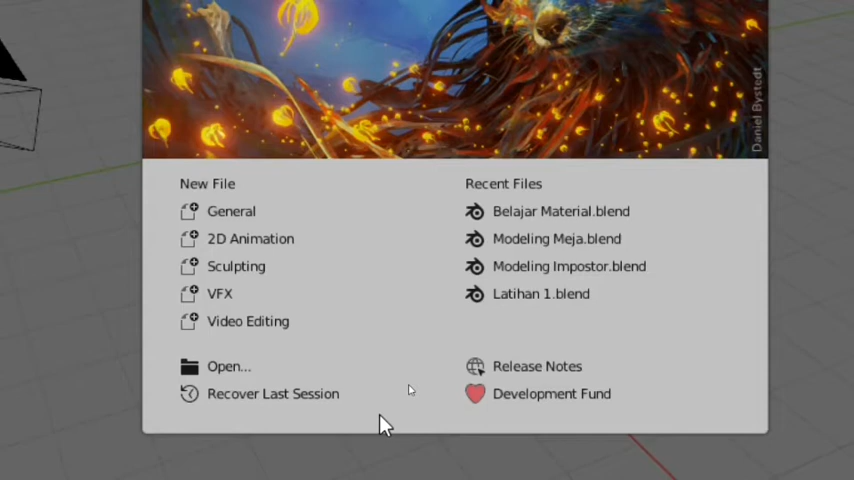 Daniel Bystedt
New File
General
2D Animation
Sculpting
VFX
Video Editing
Open...
Recover Last Session
Recent Files
Belajar Material.blend
Modeling Meja.blend
Modeling Impostor.blend
Latihan 1.blend
Release Notes
Development Fund